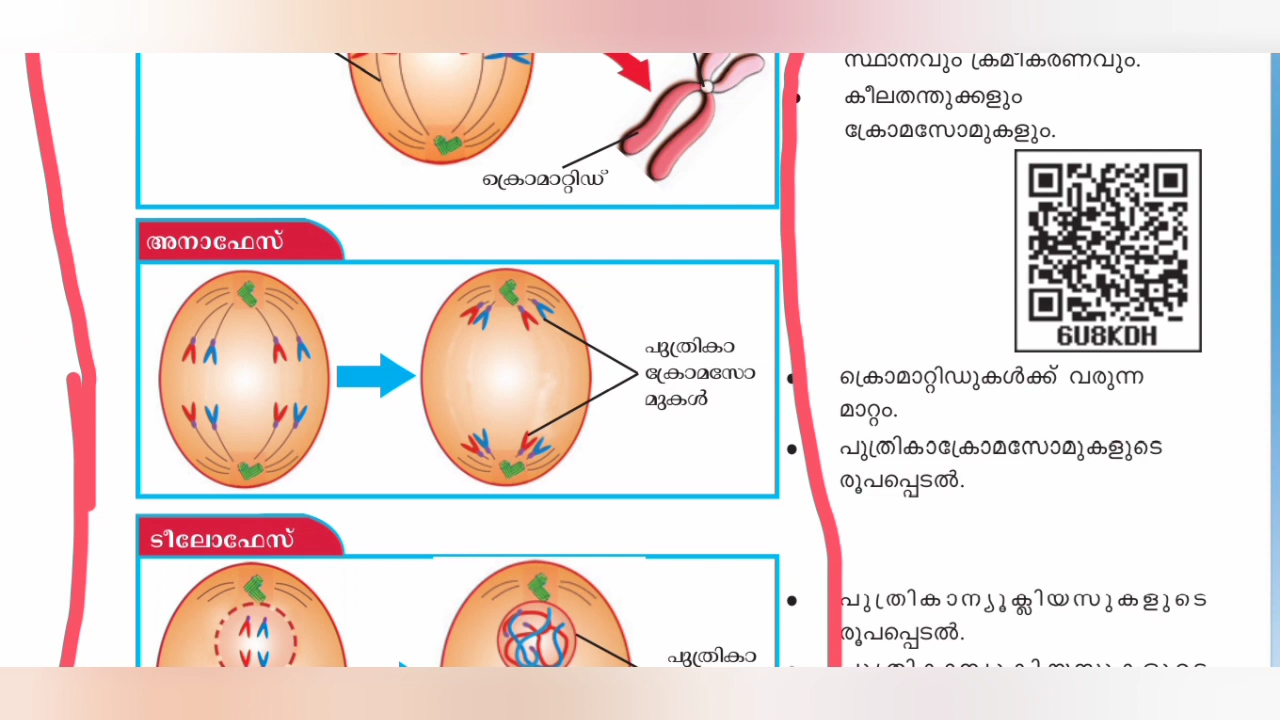 സ്ഥാനവും ക്രമീകരണവും.
കീലതന്തുക്കളും
ക്രോമസോമുകളും.
ക്രൊമാറ്റിഡ്
അനാഫേസ്
6U8KDH
പുത്രികാ
ക്രോമസോ
മുകൾ
ക്രൊമാറ്റിഡുകൾക്ക് വരുന്ന
മാറ്റം.
പുത്രികാക്രോമസോമുകളുടെ
രൂപപ്പെടൽ.
ടീലോഫേസ്
പുത്രികാന്യൂക്ലിയസുകളുടെ
രൂപപ്പെടൽ.
പുത്രികാ